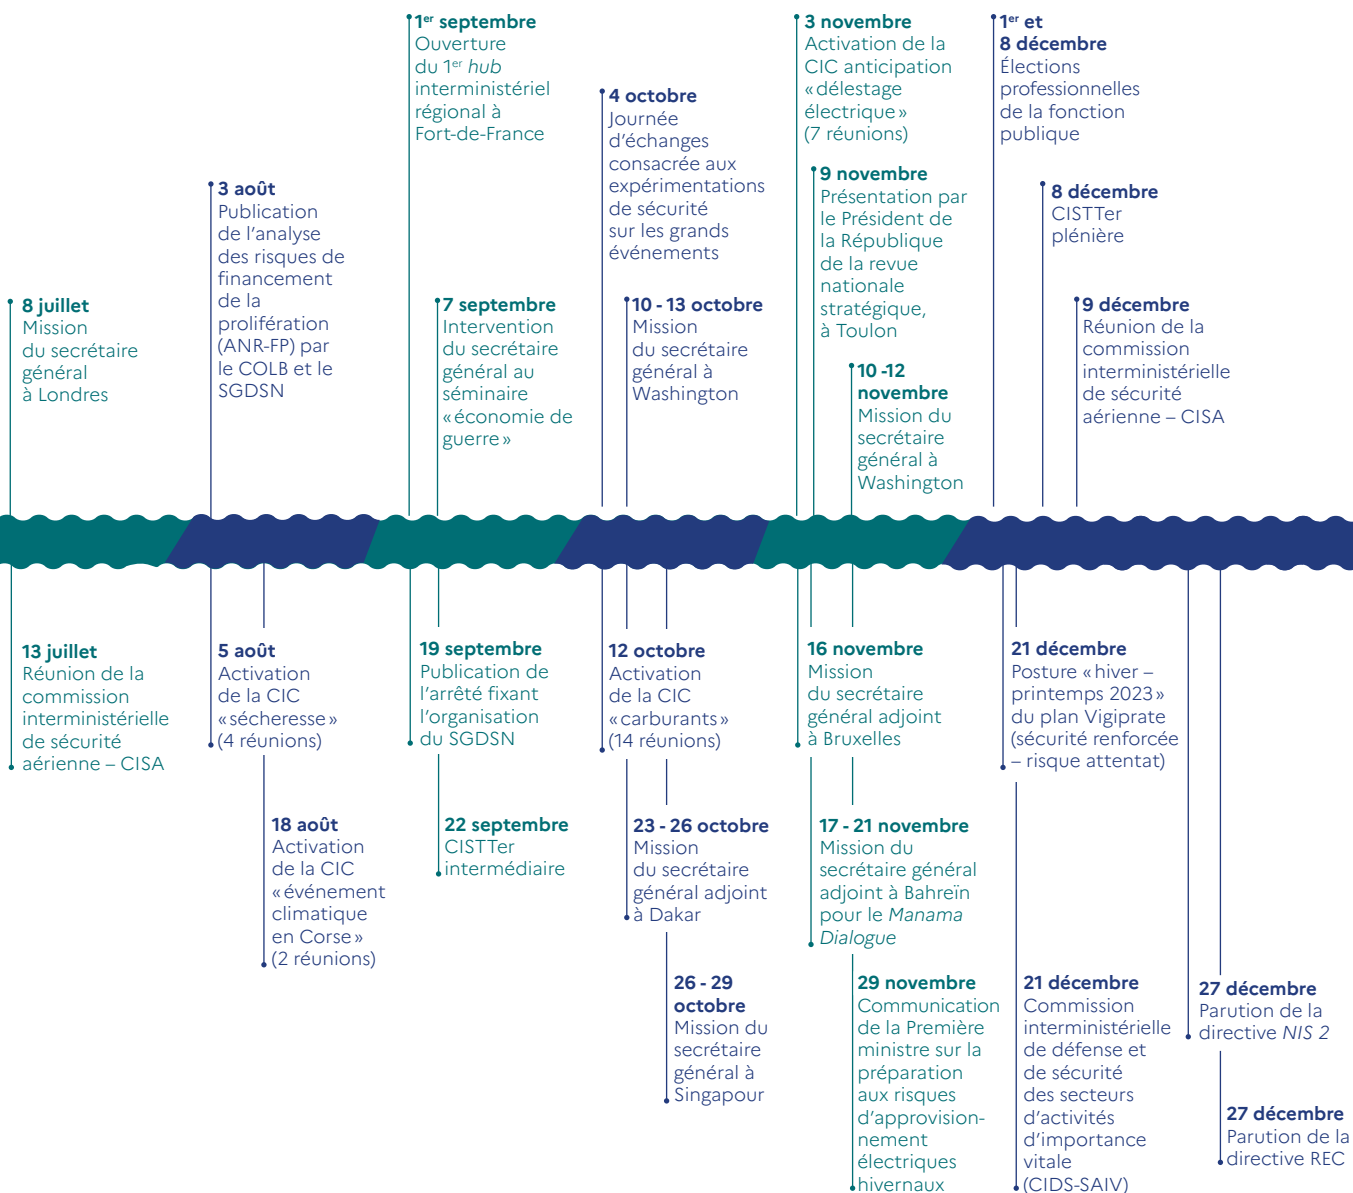 8 juillet
Mission
du secrétaire
général
à Londres
3 août
Publication
de l'analyse
des risques de
financement
de la
prolifération
(ANR-FP) par
le COLB et le
SGDSN
1er septembre
Ouverture
du 1er hub
interministériel
régional à
Fort-de-France
7 septembre
Intervention
du secrétaire
général au
séminaire
« économie de
guerre »
4 octobre
Journée
d'échanges
consacrée aux
expérimentations
de sécurité
sur les grands
événements
10 - 13 octobre
Mission
du secrétaire
général à
Washington
3 novembre
Activation de la
CIC anticipation
« délestage
électrique »
(7 réunions)
9 novembre
Présentation par
le Président de
la République
de la revue
nationale
stratégique,
à Toulon
10 -12
novembre
Mission du
secrétaire
général à
Washington
1er et
8 décembre
Élections
professionnelles
de la fonction
publique
8 décembre
CISTTer
plénière
9 décembre
Réunion de la
commission
interministérielle
de sécurité
aérienne – CISA
13 juillet
Réunion de la
commission
interministérielle
de sécurité
aérienne – CISA
5 août
Activation
de la CIC
« sécheresse »
(4 réunions)
18 août
Activation
de la CIC
« événement
climatique
en Corse »
(2 réunions)
19 septembre
Publication de
l'arrêté fixant
l'organisation
du SGDSN
22 septembre
CISTTer
intermédiaire
12 octobre
Activation
de la CIC
« carburants »
(14 réunions)
23 - 26 octobre
Mission
du secrétaire
général adjoint
à Dakar
26 - 29
octobre
Mission du
secrétaire
général à
Singapour
16 novembre
Mission
du secrétaire
général adjoint
à Bruxelles
17 - 21 novembre
Mission du
secrétaire général
adjoint à Bahreïn
pour le Manama
Dialogue
29 novembre
Communication
de la Première
ministre sur la
préparation
aux risques
d'approvision-
nement
électriques
hivernaux
21 décembre
Posture « hiver –
printemps 2023 »
du plan Vigiprate
(sécurité renforcée
– risque attentat)
21 décembre
Commission
interministérielle
de défense et
de sécurité
des secteurs
d'activités
d'importance
vitale
(CIDS-SAIV)
27 décembre
Parution de la
directive NIS 2
27 décembre
Parution de la
directive REC